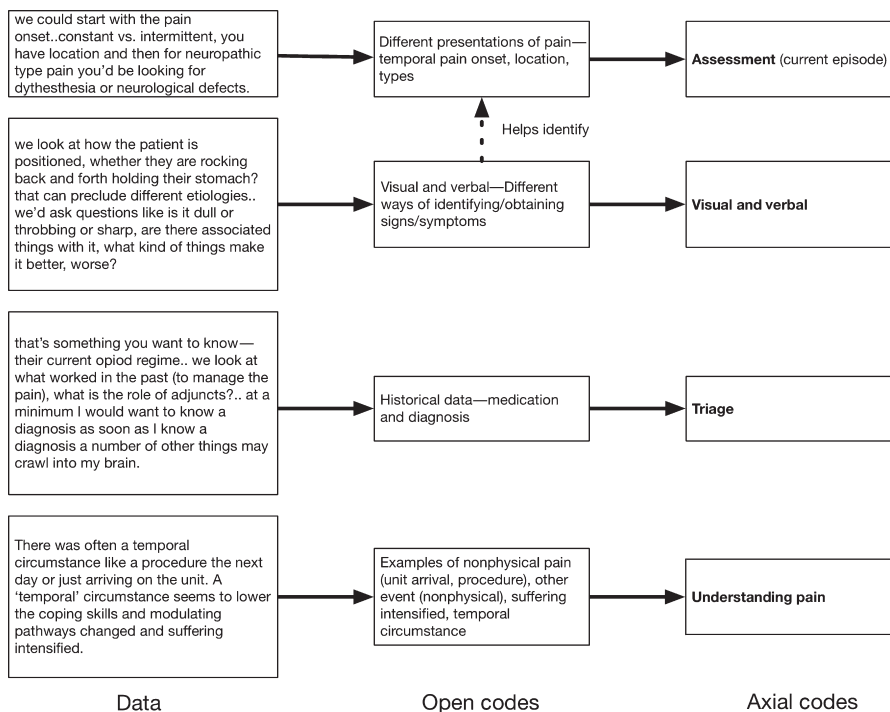 we could start with the pain
onset..constant vs. intermittent, you
have location and then for neuropathic
type pain you’d be looking for
dythesthesia or neurological defects.
Different presentations of pain—
temporal pain onset, location,
types
Assessment (current episode)
Helps identify
we look at how the patient is
positioned, whether they are rocking
back and forth holding their stomach?
that can preclude different etiologies..
we’d ask questions like is it dull or
throbbing or sharp, are there associated
things with it, what kind of things make
it better, worse?
Visual and verbal—Different
ways of identifying/obtaining
signs/symptoms
Visual and verbal
that’s something you want to know—
their current opiod regime.. we look at
what worked in the past (to manage the
pain), what is the role of adjuncts?.. at a
minimum I would want to know a
diagnosis as soon as I know a
diagnosis a number of other things may
crawl into my brain.
Historical data—medication
and diagnosis
Triage
There was often a temporal
circumstance like a procedure the next
day or just arriving on the unit. A
‘temporal’ circumstance seems to lower
the coping skills and modulating
pathways changed and suffering
intensified.
Examples of nonphysical pain
(unit arrival, procedure), other
event (nonphysical), suffering
intensified, temporal
circumstance
Understanding pain
Data
Open codes
Axial codes